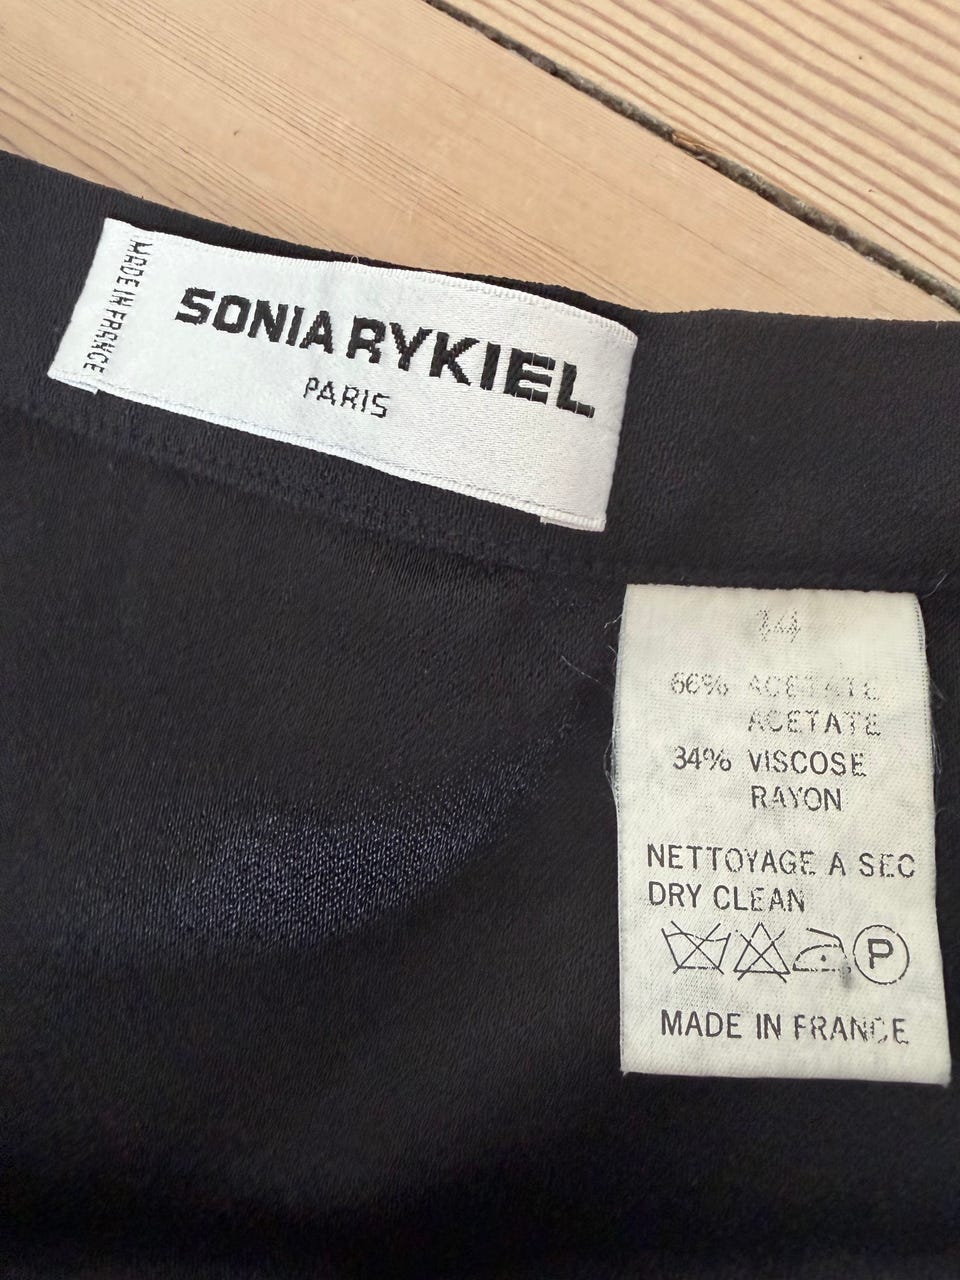 MADE IN FRANCE
SONIA RYKIEL
PARIS
14
66% ACETATE
ACETATE
34% VISCOSE
RAYON
NETTOYAGE A SEC
DRY CLEAN
P
MADE IN FRANCE